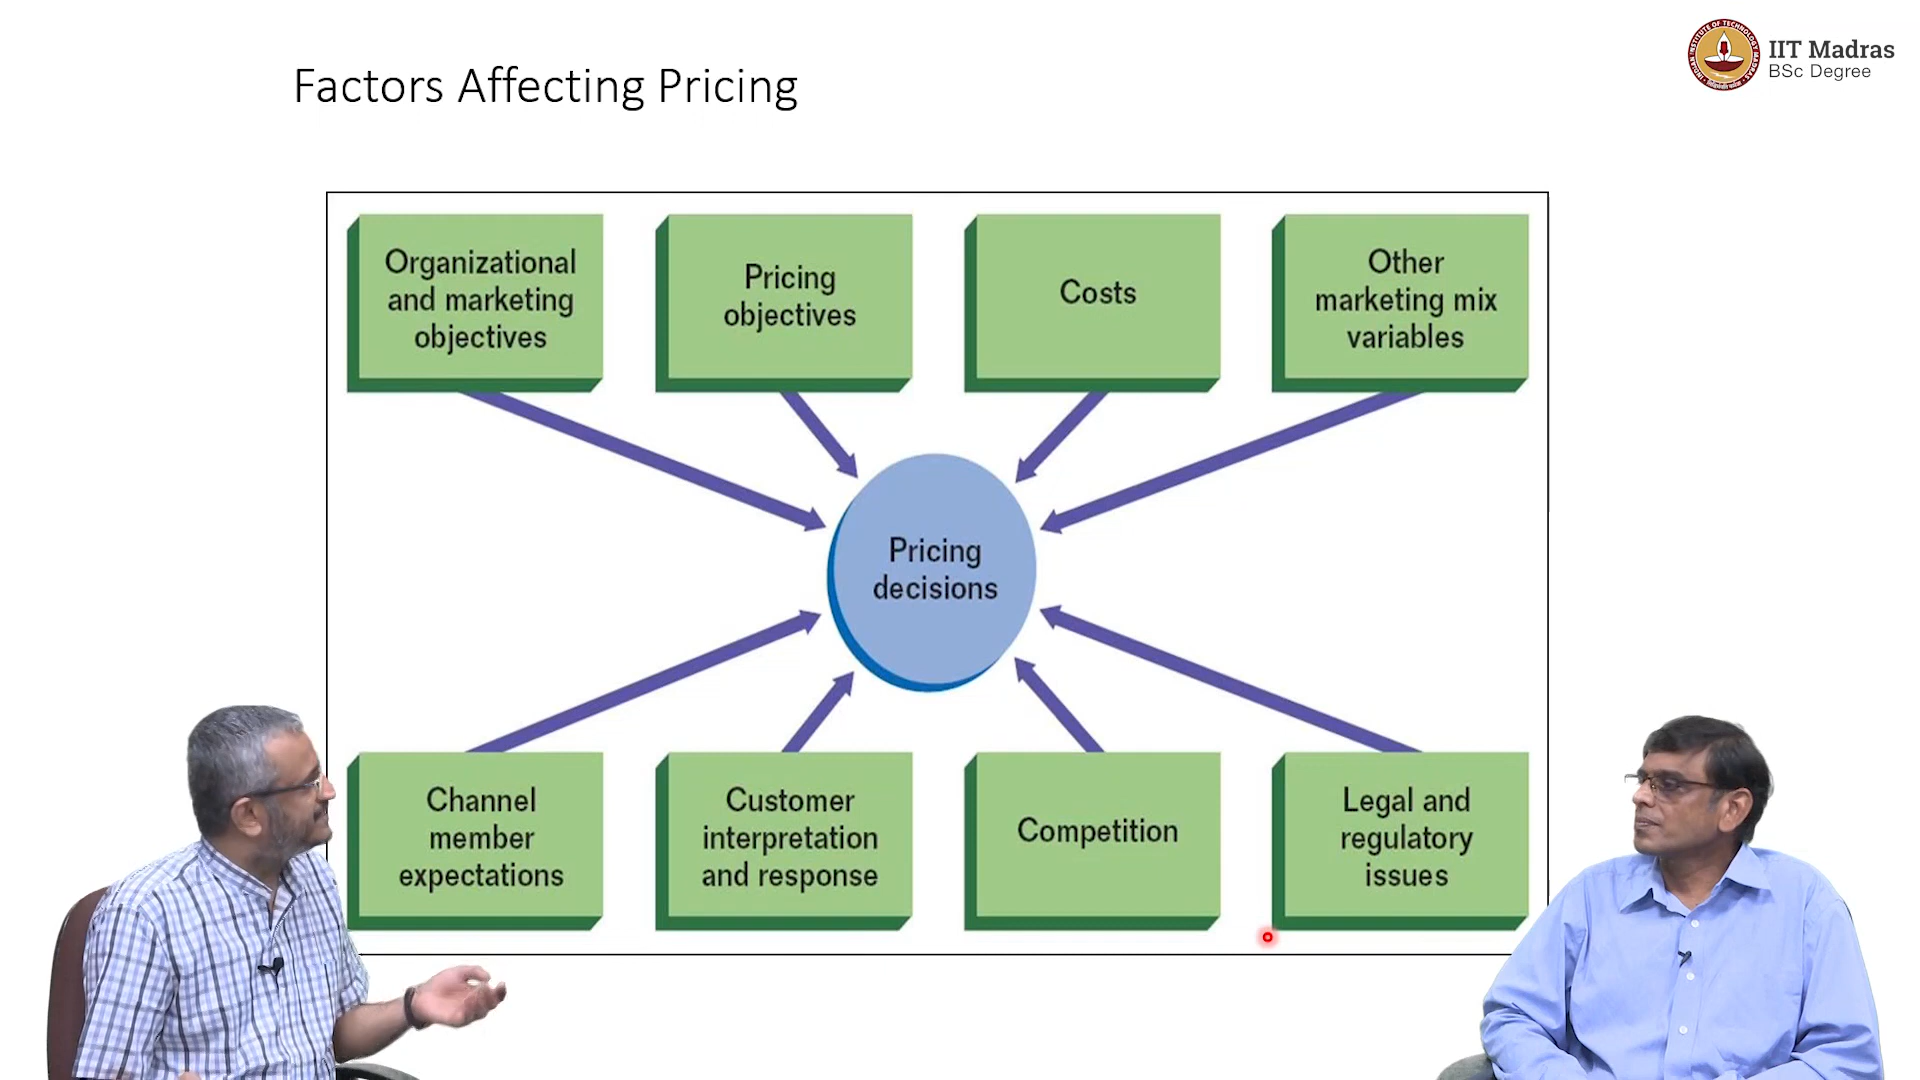 Factors Affecting Pricing
IIT Madras
BSc Degree
Organizational
and marketing
objectives
Pricing
objectives
Costs
Other
marketing mix
variables
Pricing
decisions
Channel
member
expectations
Customer
interpretation
and response
Competition
Legal and
regulatory
issues